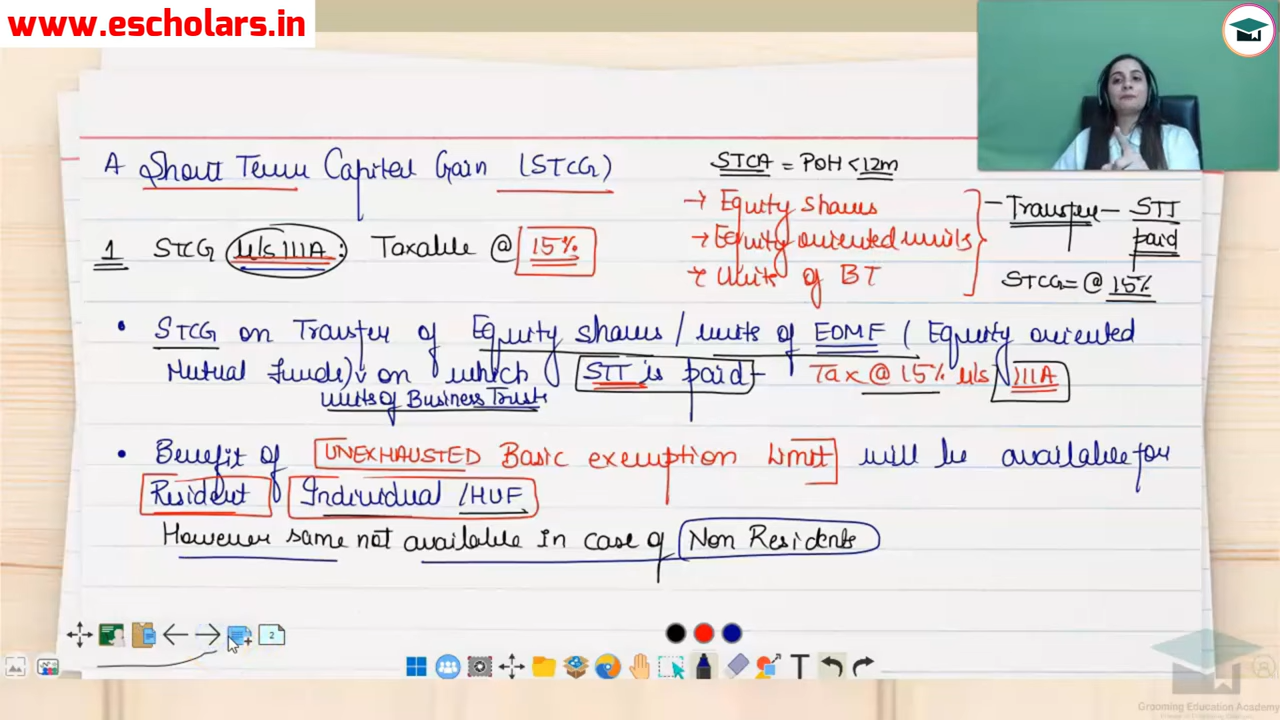 www.escholars.in
A Short Term Capital Gain (STCG)
STCA = POH < 12m
→ Equity shares
→ Equity oriented units
→ Units of BT
- Transfer - STT
paid
STCG = @ 15%
1 STCG u/s 111A : Taxable @ 15%
• STCG on Transfer of Equity shares / units of EOMF ( Equity oriented
Mutual Funds) v on which STT is paid - Tax @ 15% u/s 111A
units of Business Trusts
• Benefit of UNEXHAUSTED Basic exemption Limit will be available for
Resident Individual /HUF
However same not available in case of Non Residents
2
T
Grooming Education Academy